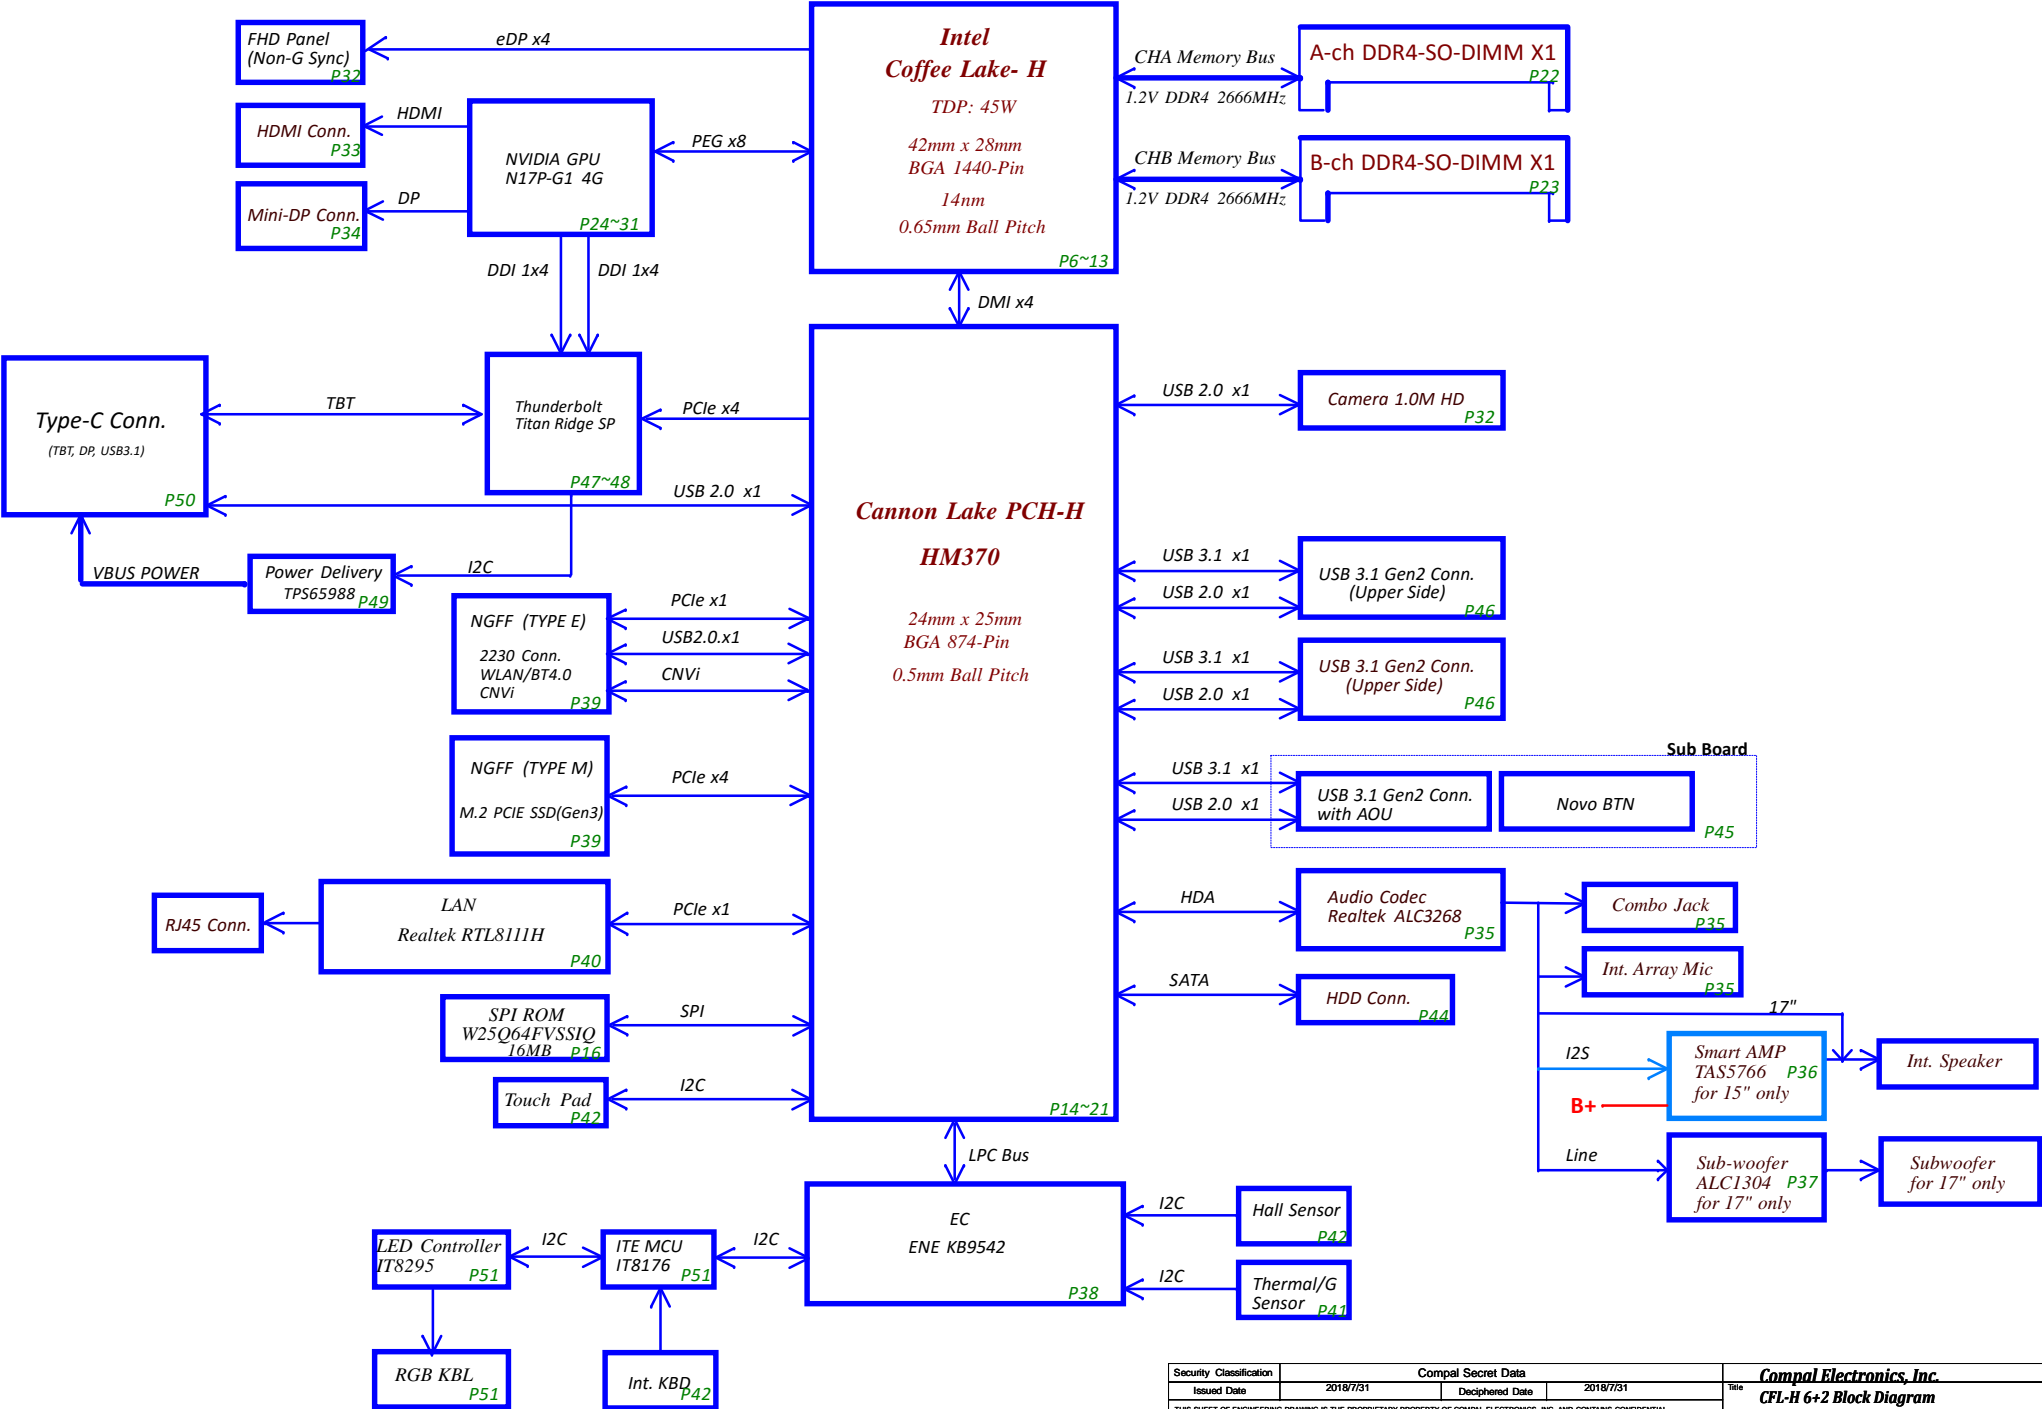 FHD Panel
(Non-G Sync)
P32
eDP x4
HDMI Conn.
P33
HDMI
Mini-DP Conn.
P34
DP
NVIDIA GPU
N17P-G1 4G
P24~31
PEG x8
Intel
Coffee Lake- H
TDP: 45W
42mm x 28mm
BGA 1440-Pin
14nm
0.65mm Ball Pitch
P6~13
CHA Memory Bus
1.2V DDR4 2666MHz
A-ch DDR4-SO-DIMM X1
P22
CHB Memory Bus
1.2V DDR4 2666MHz
B-ch DDR4-SO-DIMM X1
P23
DDI 1x4
DDI 1x4
DMI x4
Type-C Conn.
(TBT, DP, USB3.1)
P50
TBT
Thunderbolt
Titan Ridge SP
P47~48
PCIe x4
USB 2.0 x1
VBUS POWER
Power Delivery
TPS65988
P49
I2C
Cannon Lake PCH-H
HM370
24mm x 25mm
BGA 874-Pin
0.5mm Ball Pitch
P14~21
USB 2.0 x1
Camera 1.0M HD
P32
USB 3.1 x1
USB 2.0 x1
USB 3.1 Gen2 Conn.
(Upper Side)
P46
USB 3.1 x1
USB 2.0 x1
USB 3.1 Gen2 Conn.
(Upper Side)
P46
Sub Board
USB 3.1 x1
USB 2.0 x1
USB 3.1 Gen2 Conn.
with AOU
Novo BTN
P45
NGFF (TYPE E)
2230 Conn.
WLAN/BT4.0
CNVi
P39
PCIe x1
USB2.0.x1
CNVi
NGFF (TYPE M)
M.2 PCIE SSD(Gen3)
P39
PCIe x4
RJ45 Conn.
LAN
Realtek RTL8111H
P40
PCIe x1
SPI ROM
W25Q64FVSSIQ
16MB P16
SPI
Touch Pad
P42
I2C
HDA
Audio Codec
Realtek ALC3268
P35
Combo Jack
P35
Int. Array Mic
P35
SATA
HDD Conn.
P44
17"
I2S
B+
Smart AMP
TAS5766 P36
for 15" only
Int. Speaker
Line
Sub-woofer
ALC1304 P37
for 17" only
Subwoofer
for 17" only
LPC Bus
EC
ENE KB9542
P38
I2C
Hall Sensor
P42
I2C
Thermal/G
Sensor P41
LED Controller
IT8295
P51
I2C
ITE MCU
IT8176
P51
I2C
RGB KBL
P51
Int. KBD
P42
Security Classification
Compal Secret Data
Issued Date
2018/7/31
Deciphered Date
2018/7/31
Compal Electronics, Inc.
Title
CFL-H 6+2 Block Diagram